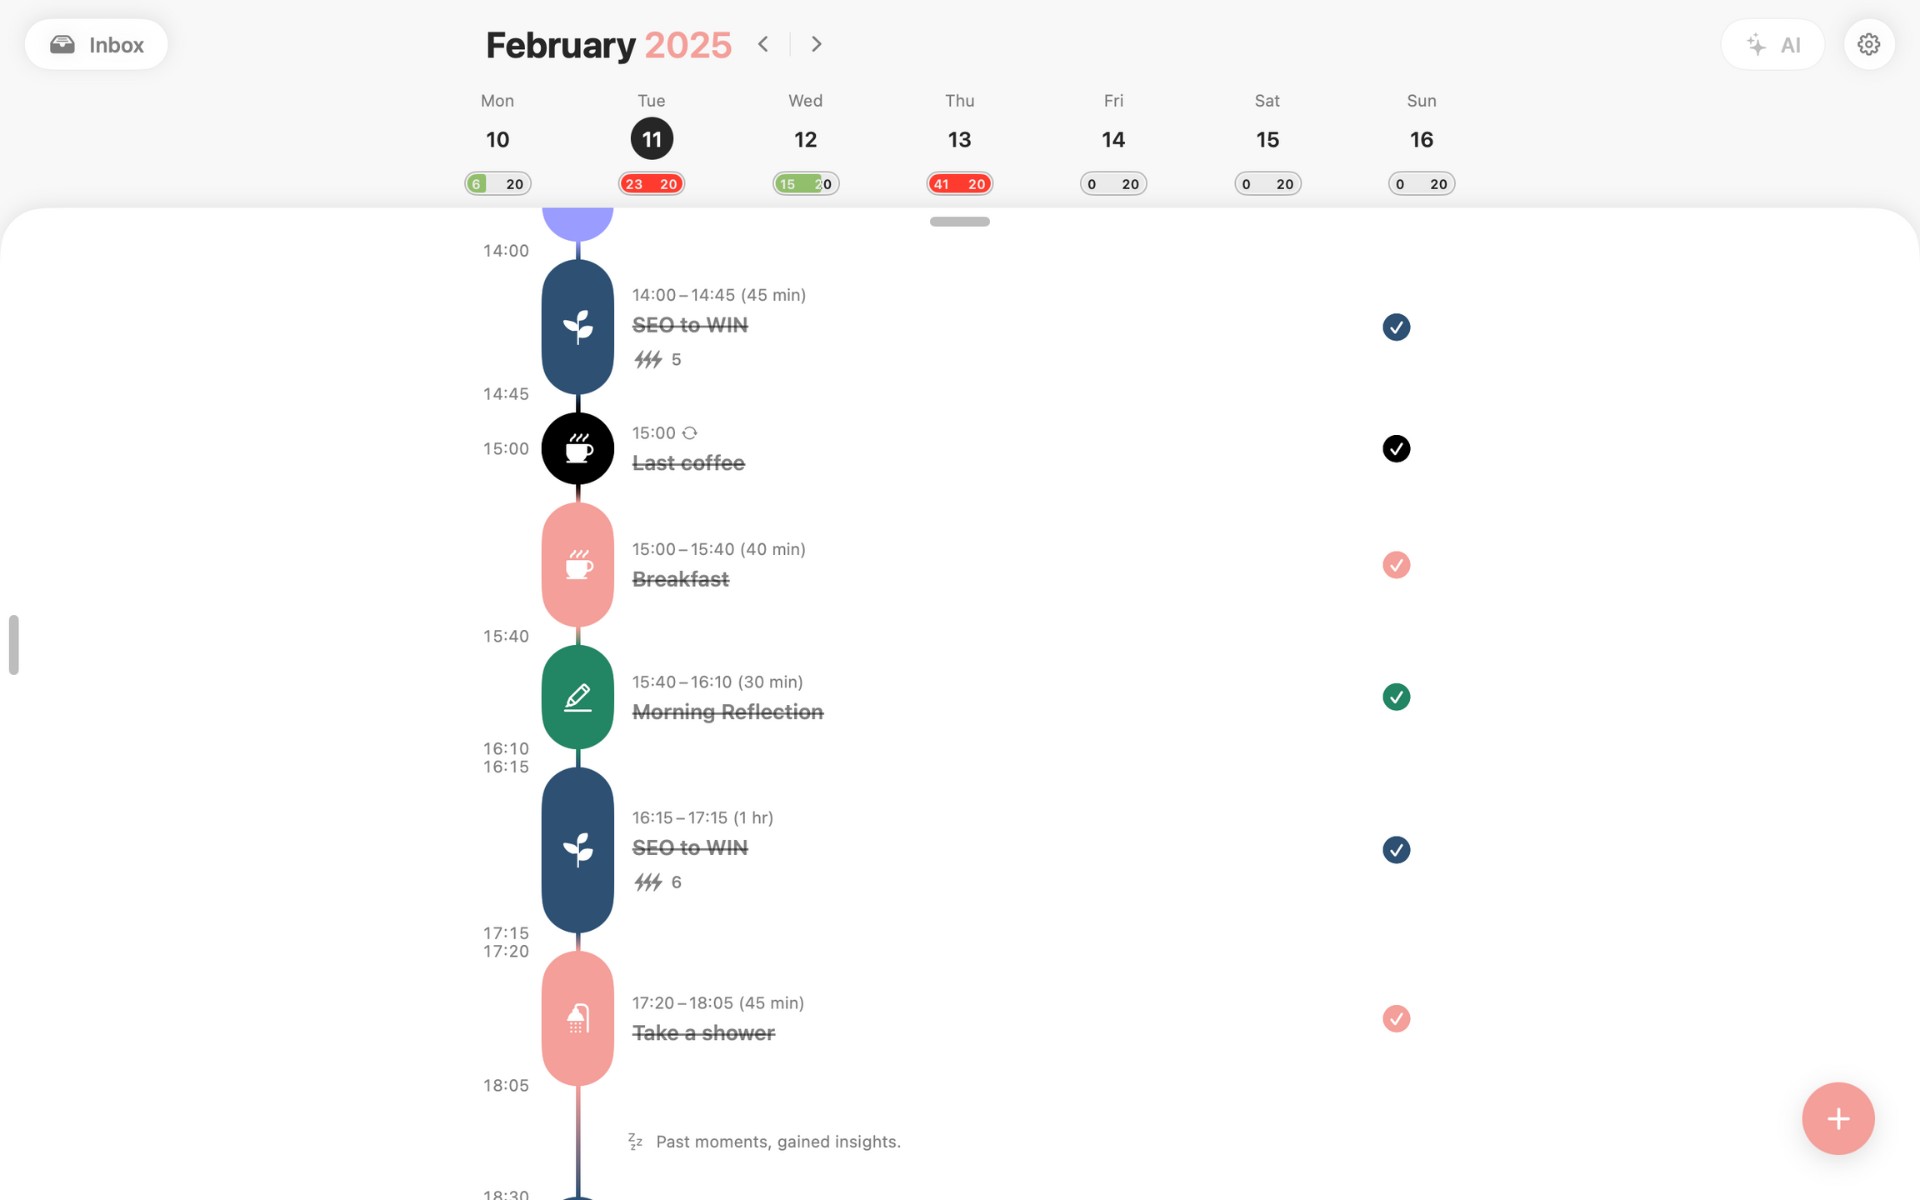 Inbox
February 2025
AI
Mon Tue Wed Thu Fri Sat Sun
10 11 12 13 14 15 16
6 20 23 20 15 20 41 20 0 20 0 20 0 20
14:00
14:00–14:45 (45 min)
SEO to WIN
5
14:45
15:00
15:00
Last coffee
15:00–15:40 (40 min)
Breakfast
15:40
15:40–16:10 (30 min)
Morning Reflection
16:10
16:15
16:15–17:15 (1 hr)
SEO to WIN
6
17:15
17:20
17:20–18:05 (45 min)
Take a shower
18:05
Zzz Past moments, gained insights.
18:30